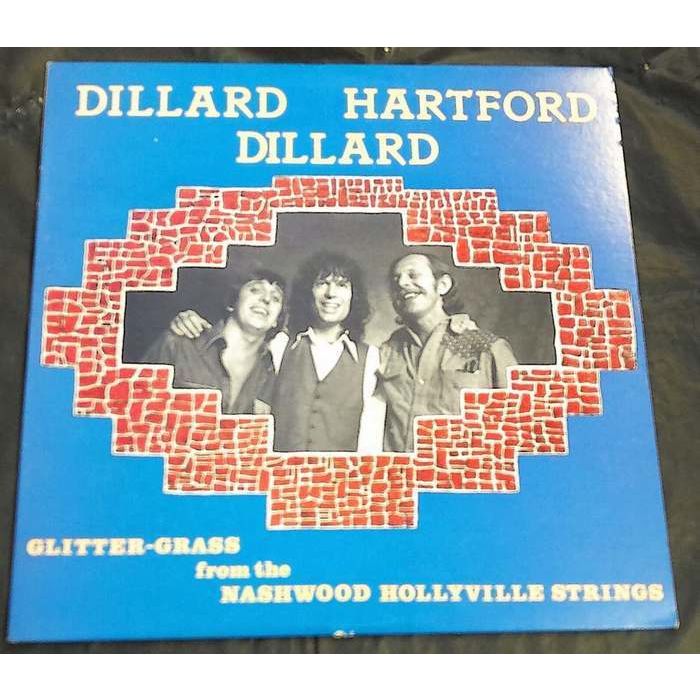 DILLARD HARTFORD
DILLARD
GLITTER-GRASS
from the
NASHWOOD HOLLYVILLE STRINGS